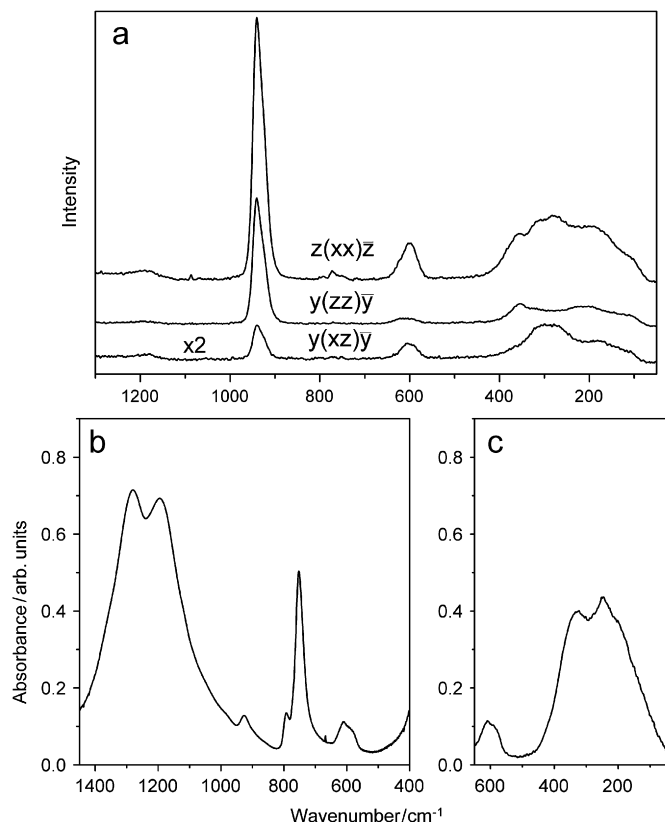 a
Intensity
z(xx)z̅
y(zz)y̅
x2 y(xz)y̅
1200 1000 800 600 400 200
b c
0.8 0.8
0.6 0.6
0.4 0.4
0.2 0.2
0.0 0.0
Absorbance/arb. units
1400 1200 1000 800 600 400 600 400 200
Wavenumber/cm⁻¹